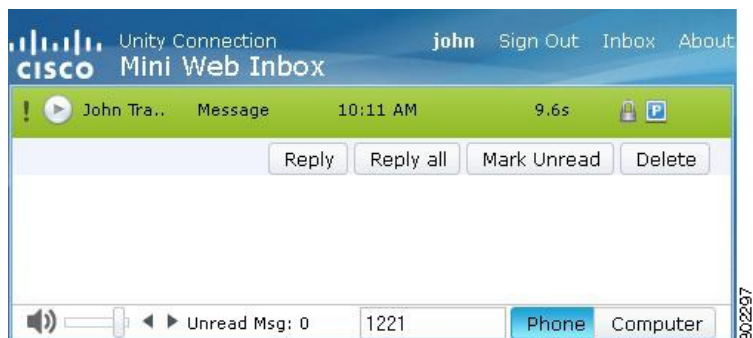 Unity Connection john Sign Out Inbox About
CISCO Mini Web Inbox
! John Tra.. Message 10:11 AM 9.6s P
Reply Reply all Mark Unread Delete
Unread Msg: 0 1221 Phone Computer
302297